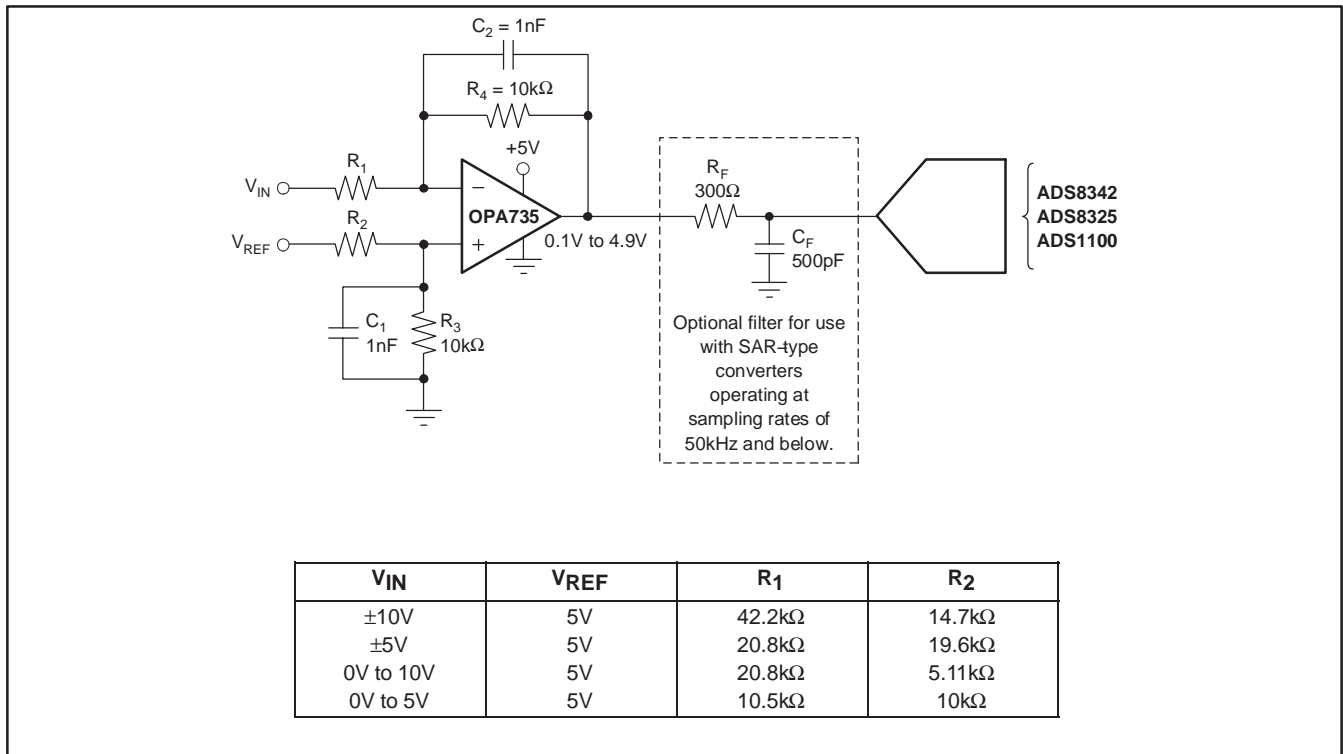 C2 = 1nF
R4 = 10kΩ
+5V
R1
VIN
−
OPA735
R2
VREF
+
0.1V to 4.9V
C1
1nF
R3
10kΩ
RF
300Ω
CF
500pF
Optional filter for use
with SAR-type
converters
operating at
sampling rates of
50kHz and below.
ADS8342
ADS8325
ADS1100
VIN VREF R1 R2
±10V 5V 42.2kΩ 14.7kΩ
±5V 5V 20.8kΩ 19.6kΩ
0V to 10V 5V 20.8kΩ 5.11kΩ
0V to 5V 5V 10.5kΩ 10kΩ